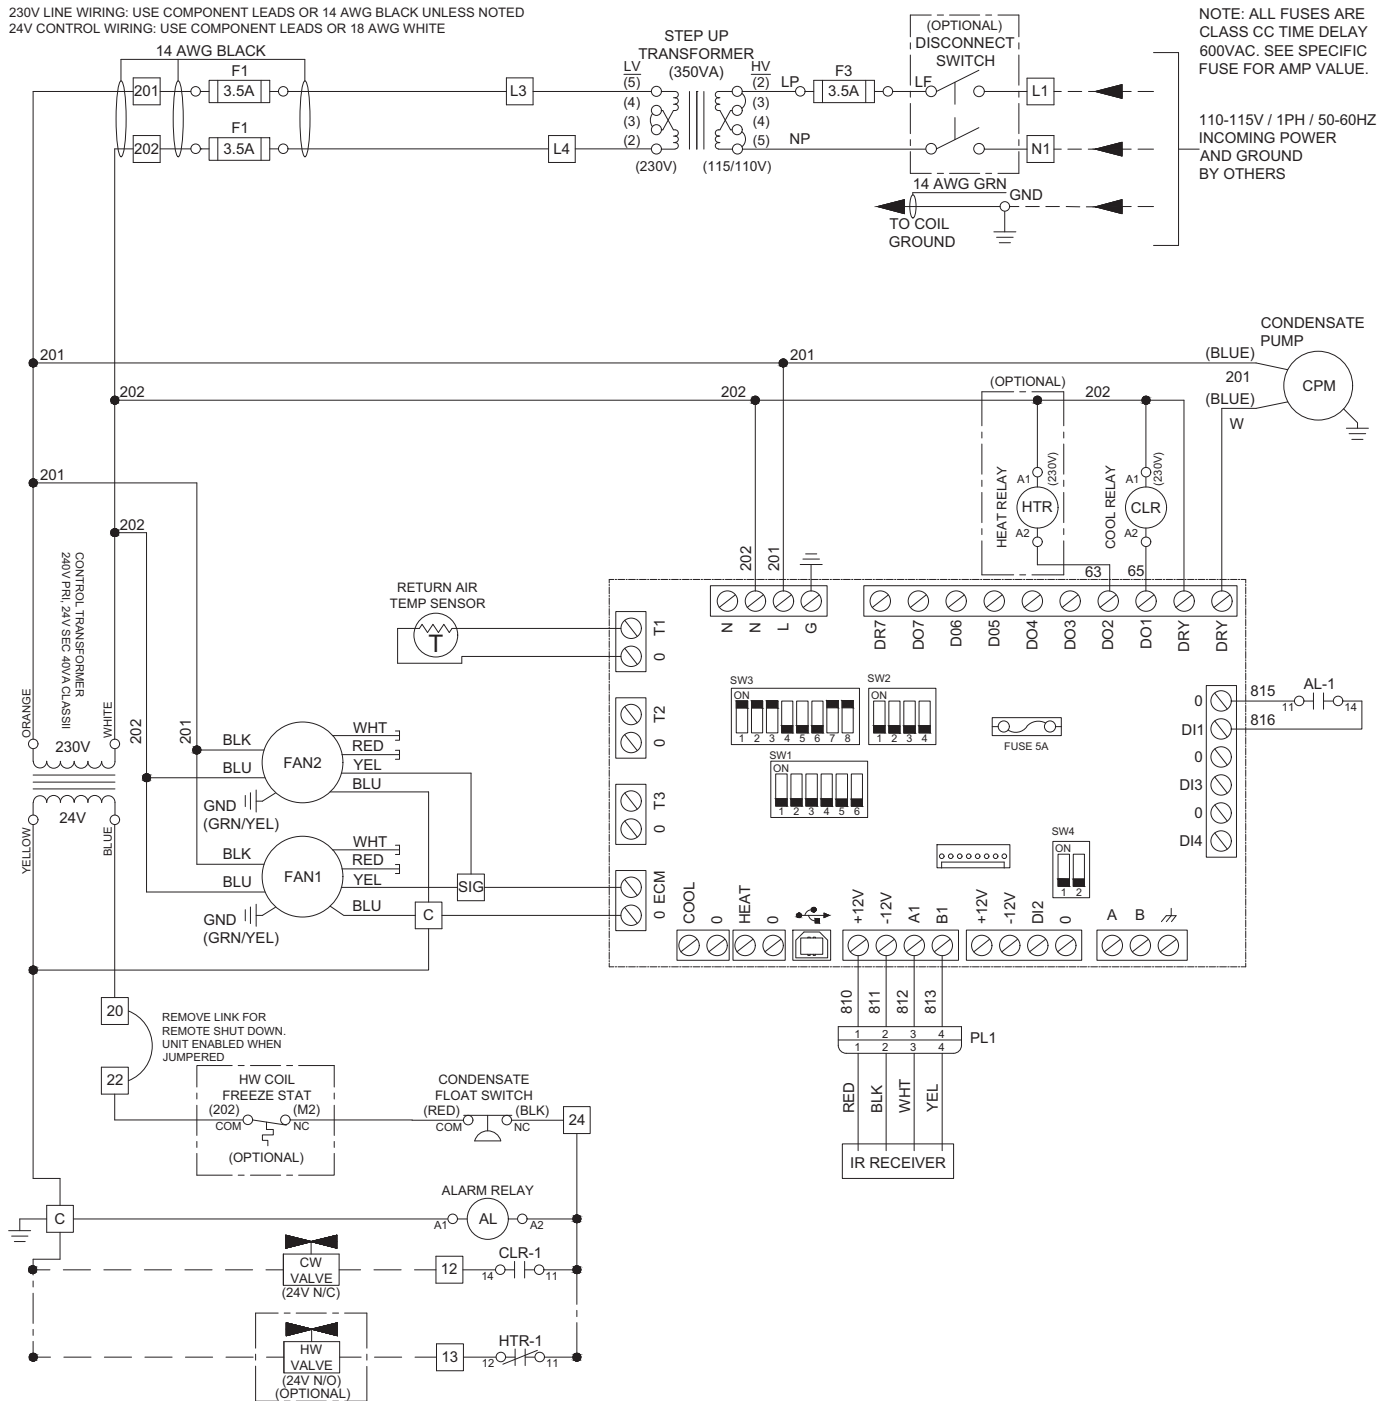 230V LINE WIRING: USE COMPONENT LEADS OR 14 AWG BLACK UNLESS NOTED
24V CONTROL WIRING: USE COMPONENT LEADS OR 18 AWG WHITE
NOTE: ALL FUSES ARE
CLASS CC TIME DELAY
600VAC. SEE SPECIFIC
FUSE FOR AMP VALUE.
14 AWG BLACK
STEP UP
TRANSFORMER
(350VA)
(OPTIONAL)
DISCONNECT
SWITCH
201
F1
3.5A
L3
LV
(5)
(4)
(3)
(2)
(230V)
HV
(2)
(3)
(4)
(5)
(115/110V)
LP
F3
3.5A
LF
L1
202
F1
3.5A
L4
NP
N1
110-115V / 1PH / 50-60HZ
INCOMING POWER
AND GROUND
BY OTHERS
14 AWG GRN
GND
TO COIL
GROUND
CONDENSATE
PUMP
201
201
(BLUE)
201
(BLUE)
W
CPM
202
202
(OPTIONAL)
202
201
202
HEAT RELAY
A1
(230V)
HTR
A2
COOL RELAY
A1
(230V)
CLR
A2
63
65
202
201
CONTROL TRANSFORMER
240V PRI, 24V SEC 40VA CLASSII
RETURN AIR
TEMP SENSOR
T
T1
0
T2
0
T3
0
ECM
0
N
N
L
G
DR7
DO7
D06
D05
DO4
DO3
DO2
DO1
DRY
DRY
SW3
ON
1 2 3 4 5 6 7 8
SW2
ON
1 2 3 4
SW1
ON
1 2 3 4 5 6
FUSE 5A
SW4
ON
1 2
0
DI1
0
DI3
0
DI4
815
816
AL-1
11
14
ORANGE
WHITE
230V
24V
YELLOW
BLUE
202
201
BLK
BLU
GND
(GRN/YEL)
FAN2
WHT
RED
YEL
BLU
BLK
BLU
GND
(GRN/YEL)
FAN1
WHT
RED
YEL
BLU
SIG
C
COOL
0
HEAT
0
+12V
-12V
A1
B1
+12V
-12V
DI2
0
A
B
810
811
812
813
1 2 3 4
1 2 3 4
PL1
RED
BLK
WHT
YEL
IR RECEIVER
20
REMOVE LINK FOR
REMOTE SHUT DOWN.
UNIT ENABLED WHEN
JUMPERED
22
HW COIL
FREEZE STAT
(202)
(M2)
COM
NC
(OPTIONAL)
CONDENSATE
FLOAT SWITCH
(RED)
(BLK)
COM
NC
24
C
ALARM RELAY
A1
AL
A2
CW
VALVE
(24V N/C)
12
CLR-1
14
11
HW
VALVE
(24V N/O)
(OPTIONAL)
13
HTR-1
12
11